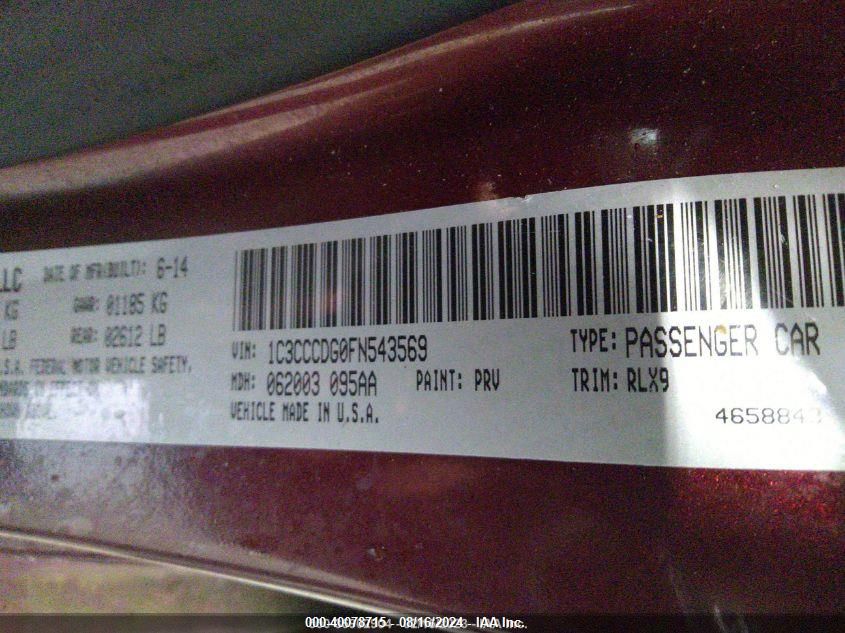 LLC DATE OF MFR(BUILT): 6-14
KG GAWR: 01185 KG
LB REAR: 02612 LB
U.S.A. FEDERAL MOTOR VEHICLE SAFETY,
VIN: 1C3CCCDG0FN543569
TYPE: PASSENGER CAR
MDH: 062003 095AA PAINT: PRV
TRIM: RLX9
VEHICLE MADE IN U.S.A.
465884
000-40078715 - 08/16/2024 - IAA Inc.